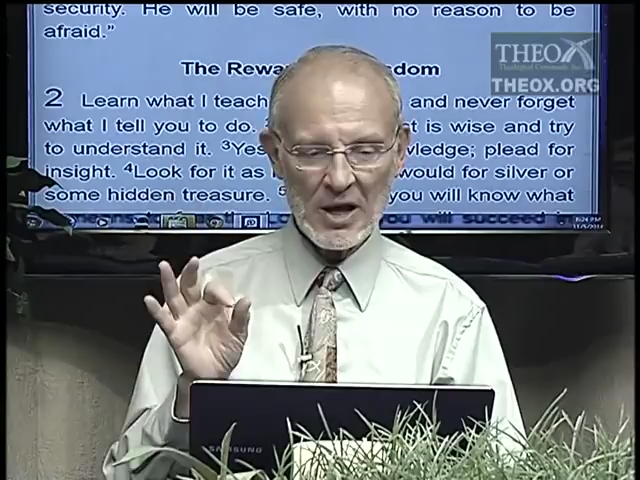 security. He will be safe, with no reason to be
afraid."
The Rewa dom
2 Learn what I teach and never forget
what I tell you to do. t is wise and try
to understand it. 3Yes ledge; plead for
insight. 4Look for it as would for silver or
some hidden treasure. 5 you will know what
ou will succeed i
THEOX
THEOX.ORG
SAMSUNG